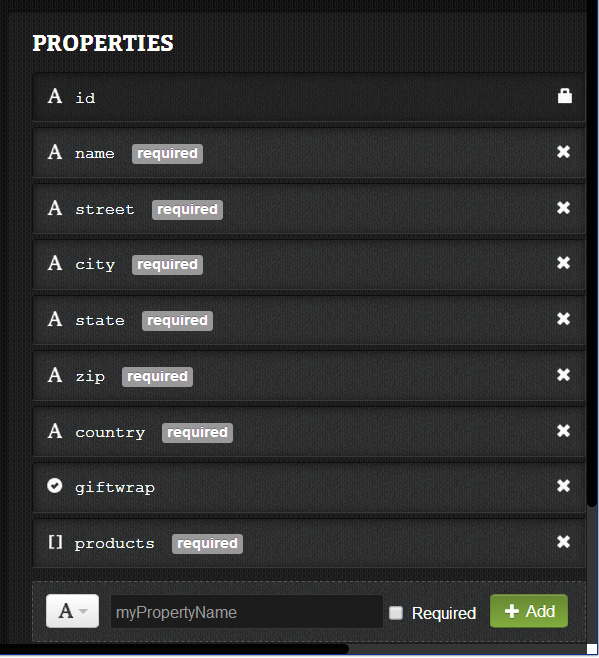 PROPERTIES
A id
A name required
A street required
A city required
A state required
A zip required
A country required
giftwrap
[] products required
A myPropertyName Required + Add